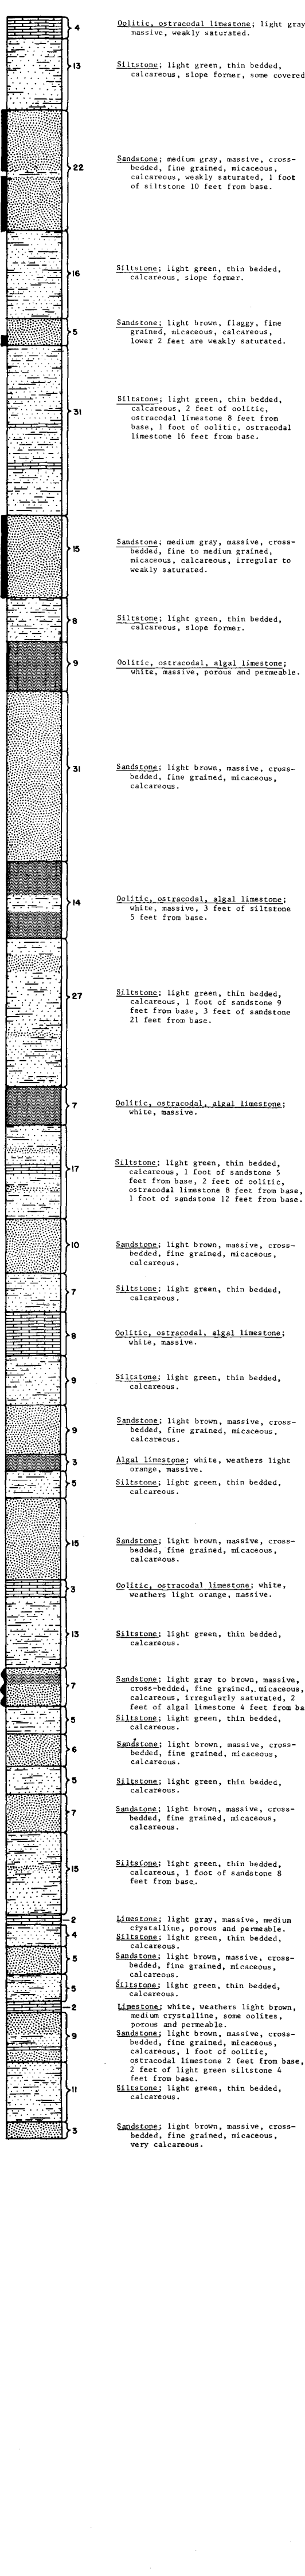 4 Oolitic, ostracodal limestone; light gray
massive, weakly saturated.
13 Siltstone; light green, thin bedded,
calcareous, slope former, some covered
22 Sandstone; medium gray, massive, cross-
bedded, fine grained, micaceous,
calcareous, weakly saturated, 1 foot
of siltstone 10 feet from base.
16 Siltstone; light green, thin bedded,
calcareous, slope former.
5 Sandstone; light brown, flaggy, fine
grained, micaceous, calcareous,
lower 2 feet are weakly saturated.
31 Siltstone; light green, thin bedded,
calcareous, 2 feet of oolitic,
ostracodal limestone 8 feet from
base, 1 foot of oolitic, ostracodal
limestone 16 feet from base.
15 Sandstone; medium gray, massive, cross-
bedded, fine to medium grained,
micaceous, calcareous, irregular to
weakly saturated.
8 Siltstone; light green, thin bedded,
calcareous, slope former.
9 Oolitic, ostracodal, algal limestone;
white, massive, porous and permeable.
31 Sandstone; light brown, massive, cross-
bedded, fine grained, micaceous,
calcareous.
14 Oolitic, ostracodal, algal limestone;
white, massive, 3 feet of siltstone
5 feet from base.
27 Siltstone; light green, thin bedded,
calcareous, 1 foot of sandstone 9
feet from base, 3 feet of sandstone
21 feet from base.
7 Oolitic, ostracodal, algal limestone;
white, massive.
17 Siltstone; light green, thin bedded,
calcareous, 1 foot of sandstone 5
feet from base, 2 feet of oolitic,
ostracodal limestone 8 feet from base,
1 foot of sandstone 12 feet from base.
10 Sandstone; light brown, massive, cross-
bedded, fine grained, micaceous,
calcareous.
7 Siltstone; light green, thin bedded,
calcareous.
8 Oolitic, ostracodal, algal limestone;
white, massive.
9 Siltstone; light green, thin bedded,
calcareous.
9 Sandstone; light brown, massive, cross-
bedded, fine grained, micaceous,
calcareous.
3 Algal limestone; white, weathers light
orange, massive.
5 Siltstone; light green, thin bedded,
calcareous.
15 Sandstone; light brown, massive, cross-
bedded, fine grained, micaceous,
calcareous.
3 Oolitic, ostracodal limestone; white,
weathers light orange, massive.
13 Siltstone; light green, thin bedded,
calcareous.
7 Sandstone; light gray to brown, massive,
cross-bedded, fine grained, micaceous,
calcareous, irregularly saturated, 2
feet of algal limestone 4 feet from ba
5 Siltstone; light green, thin bedded,
calcareous.
6 Sandstone; light brown, massive, cross-
bedded, fine grained, micaceous,
calcareous.
5 Siltstone; light green, thin bedded,
calcareous.
7 Sandstone; light brown, massive, cross-
bedded, fine grained, micaceous,
calcareous.
15 Siltstone; light green, thin bedded,
calcareous, 1 foot of sandstone 8
feet from base.
2 Limestone; light gray, massive, medium
crystalline, porous and permeable.
4 Siltstone; light green, thin bedded,
calcareous.
5 Sandstone; light brown, massive, cross-
bedded, fine grained, micaceous,
calcareous.
5 Siltstone; light green, thin bedded,
calcareous.
2 Limestone; white, weathers light brown,
medium crystalline, some oolites,
porous and permeable.
9 Sandstone; light brown, massive, cross-
bedded, fine grained, micaceous,
calcareous, 1 foot of oolitic,
ostracodal limestone 2 feet from base,
2 feet of light green siltstone 4
feet from base.
11 Siltstone; light green, thin bedded,
calcareous.
3 Sandstone; light brown, massive, cross-
bedded, fine grained, micaceous,
very calcareous.